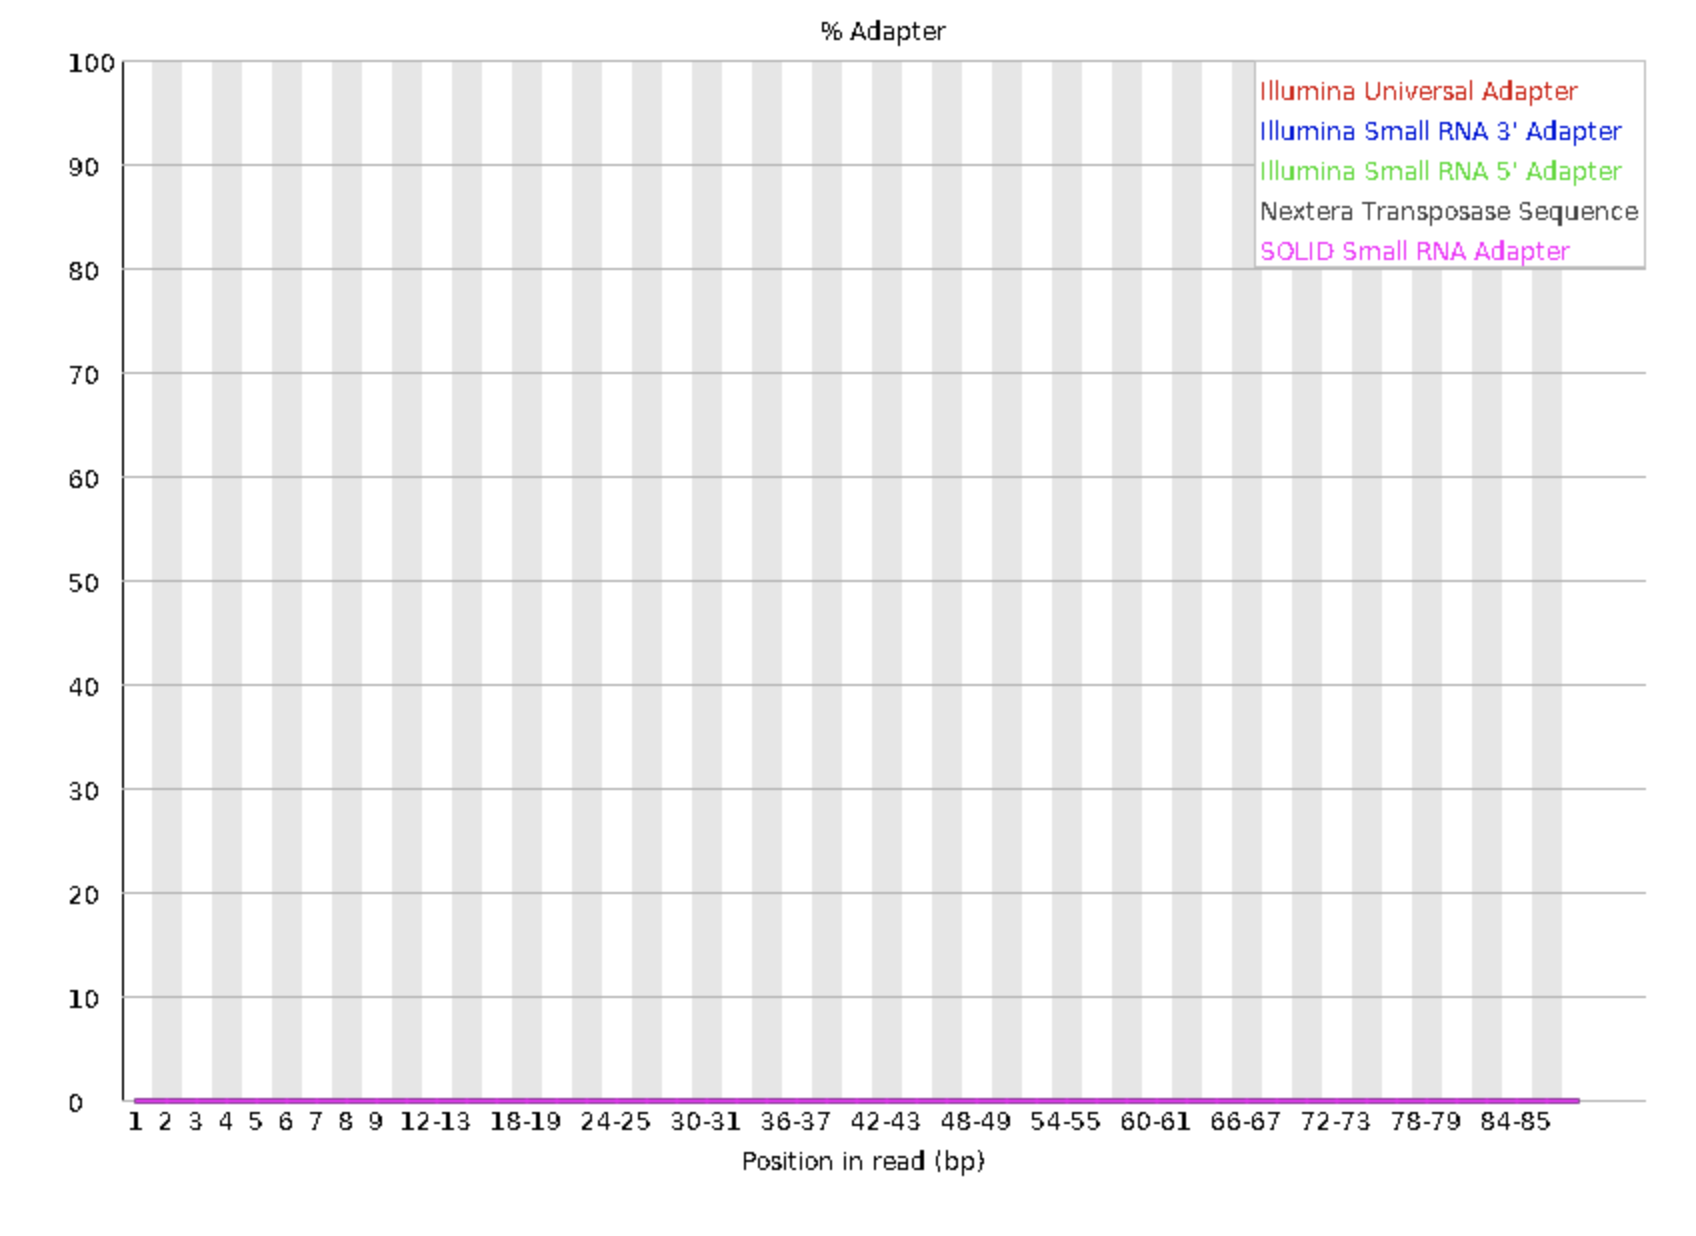 % Adapter
100
90
80
70
60
50
40
30
20
10
0
Illumina Universal Adapter
Illumina Small RNA 3' Adapter
Illumina Small RNA 5' Adapter
Nextera Transposase Sequence
SOLID Small RNA Adapter
1 2 3 4 5 6 7 8 9 12-13 18-19 24-25 30-31 36-37 42-43 48-49 54-55 60-61 66-67 72-73 78-79 84-85
Position in read (bp)